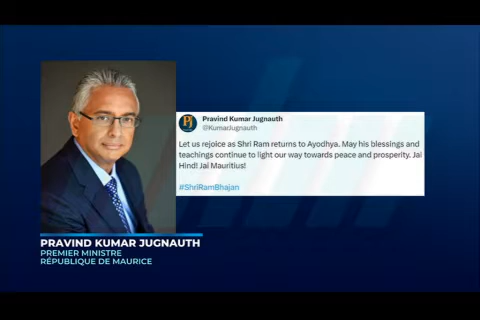 Pravind Kumar Jugnauth
@KumarJugnauth
Let us rejoice as Shri Ram returns to Ayodhya. May his blessings and
teachings continue to light our way towards peace and prosperity. Jai
Hind! Jai Mauritius!
#ShriRamBhajan
PRAVIND KUMAR JUGNAUTH
PREMIER MINISTRE
RÉPUBLIQUE DE MAURICE